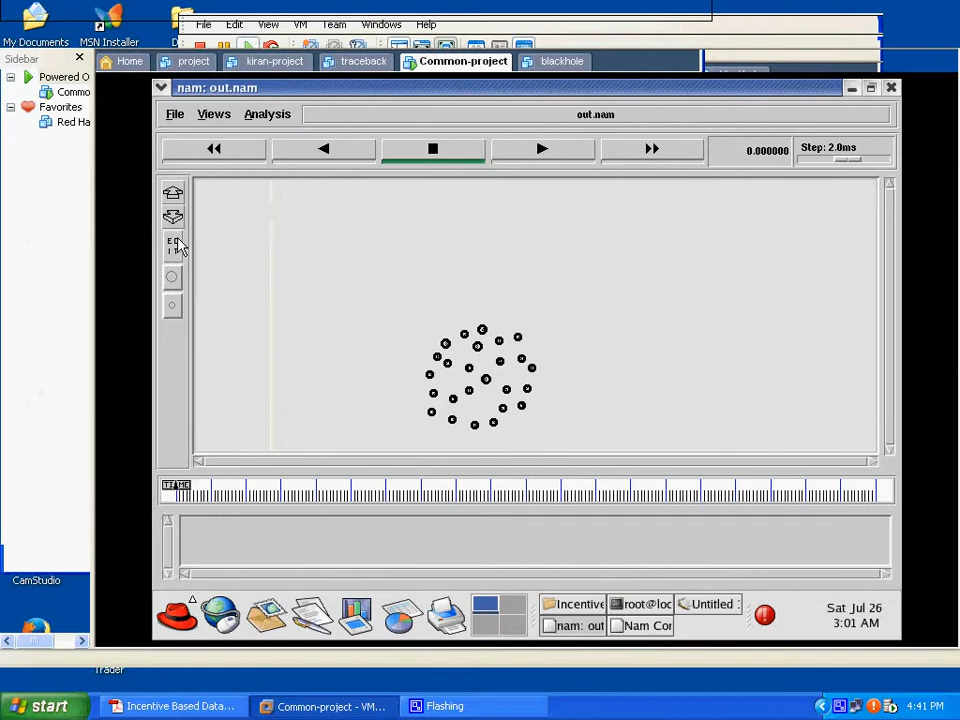 File Edit View VM Team Windows Help
My Documents
MSN Installer
Sidebar
Home
project
kiran-project
traceback
Common-project
blackhole
Powered O
Commo
Favorites
Red Ha
nam: out.nam
File Views Analysis
out.nam
0.000000
Step: 2.0ms
TIME
CamStudio
Incentive
root@loc
Untitled
nam: out
Nam Cor
Sat Jul 26
3:01 AM
Trader
start
Incentive Based Data...
Common-project - VM...
Flashing
4:41 PM